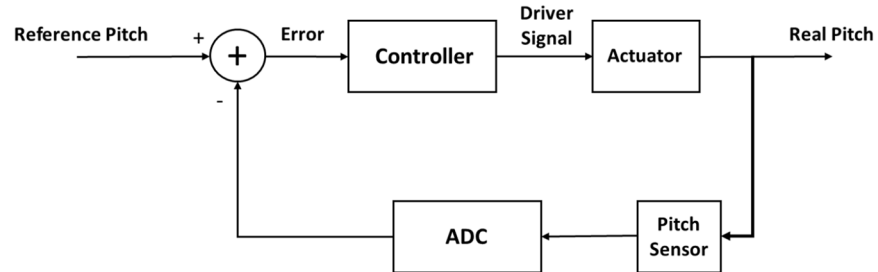 Reference Pitch
+
Error
Driver
Signal
Real Pitch
+
Controller
Actuator
-
ADC
Pitch
Sensor